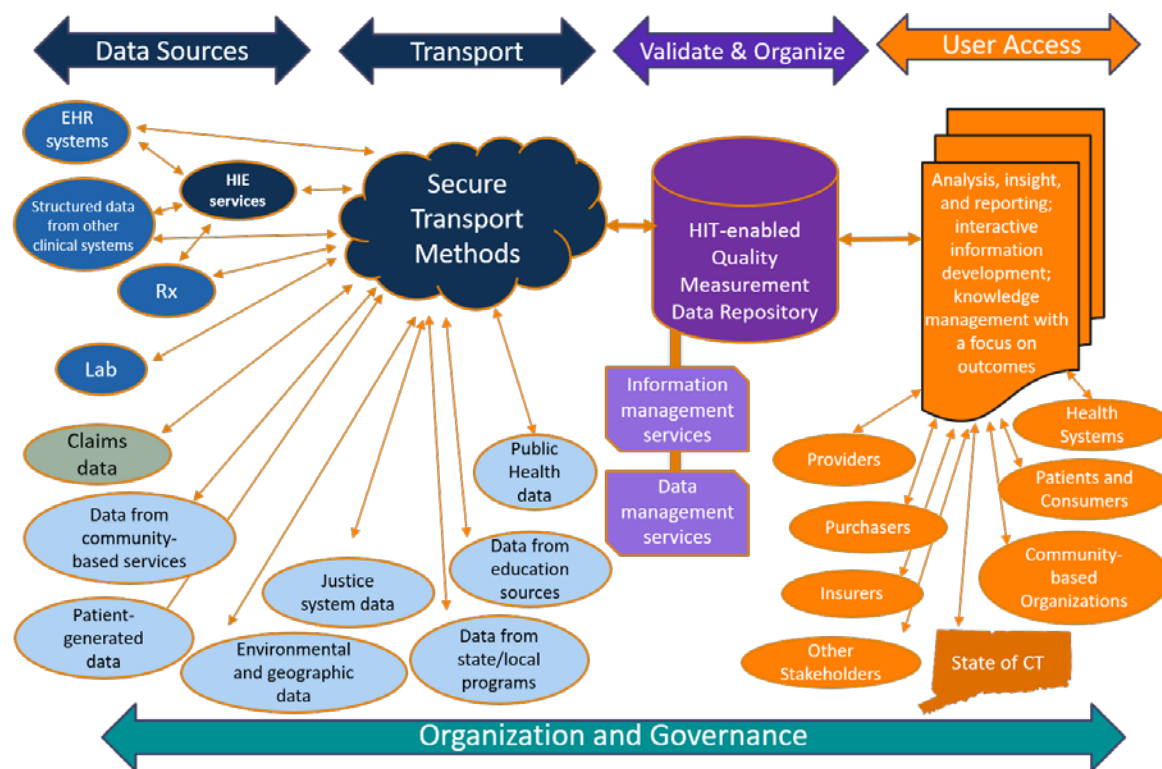 Data Sources
Transport
Validate & Organize
User Access
EHR
systems
HIE
services
Structured data
from other
clinical systems
Rx
Lab
Claims
data
Data from
community-
based services
Patient-
generated
data
Environmental
and geographic
data
Justice
system data
Data from
state/local
programs
Data from
education
sources
Public
Health data
Secure
Transport
Methods
HIT-enabled
Quality
Measurement
Data Repository
Information
management
services
Data
management
services
Analysis, insight,
and reporting;
interactive
information
development;
knowledge
management with
a focus on
outcomes
Providers
Purchasers
Insurers
Other
Stakeholders
State of CT
Health
Systems
Patients and
Consumers
Community-
based
Organizations
Organization and Governance